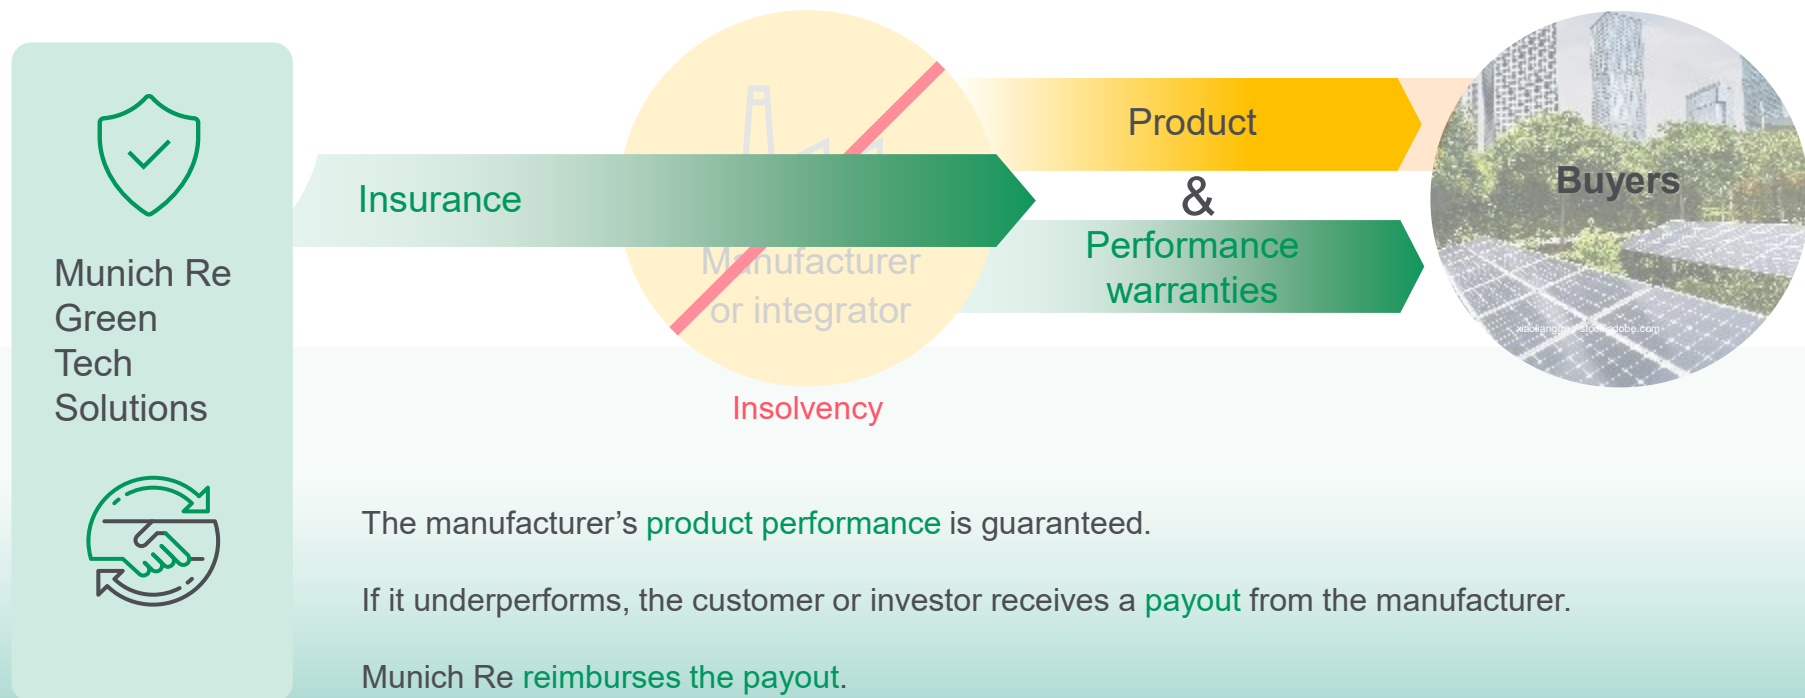 Munich Re
Green
Tech
Solutions
Insurance
Manufacturer
or integrator
Insolvency
Product
&
Performance
warranties
Buyers
The manufacturer’s product performance is guaranteed.
If it underperforms, the customer or investor receives a payout from the manufacturer.
Munich Re reimburses the payout.